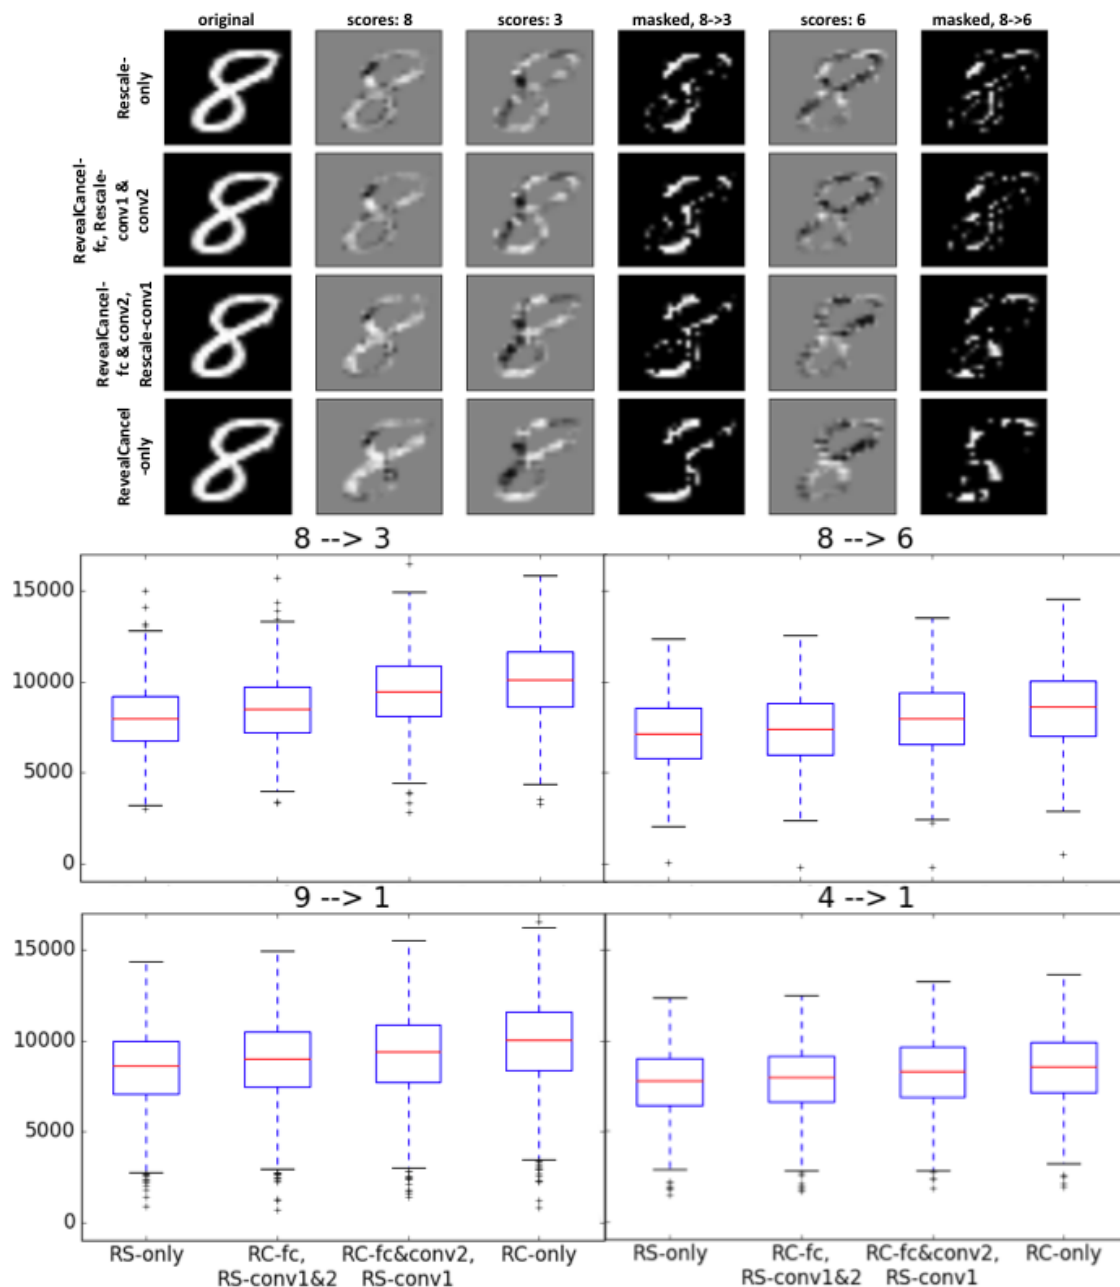 original scores: 8 scores: 3 masked, 8->3 scores: 6 masked, 8->6
Rescale-
only
RevealCancel-
fc, Rescale-
conv1 &
conv2
RevealCancel-
fc & conv2,
Rescale-conv1
RevealCancel
-only
8 --> 3 8 --> 6
15000
10000
5000
0
9 --> 1 4 --> 1
15000
10000
5000
0
RS-only RC-fc, RC-fc&conv2, RC-only RS-only RC-fc, RC-fc&conv2, RC-only
RS-conv1&2 RS-conv1 RS-conv1&2 RS-conv1